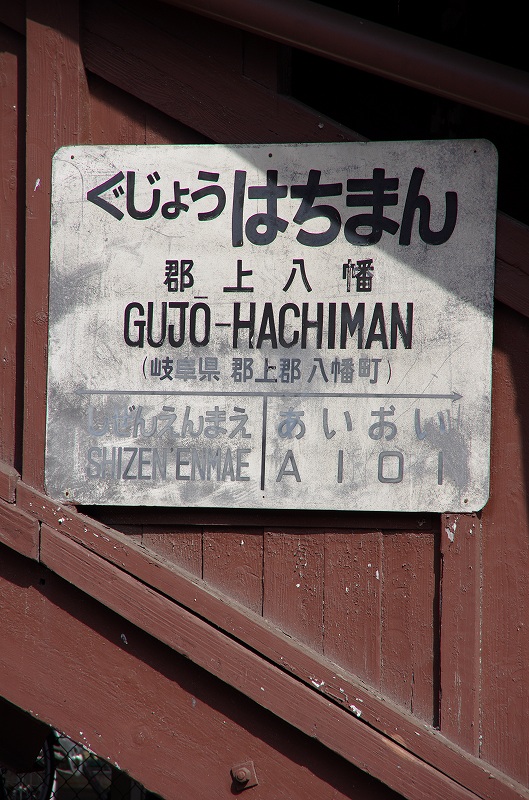 ぐじょうはちまん
郡上八幡
GUJŌ-HACHIMAN
(岐阜県 郡上郡 八幡町)
しぜんえんまえ あいおい
SHIZEN'ENMAE AIOI